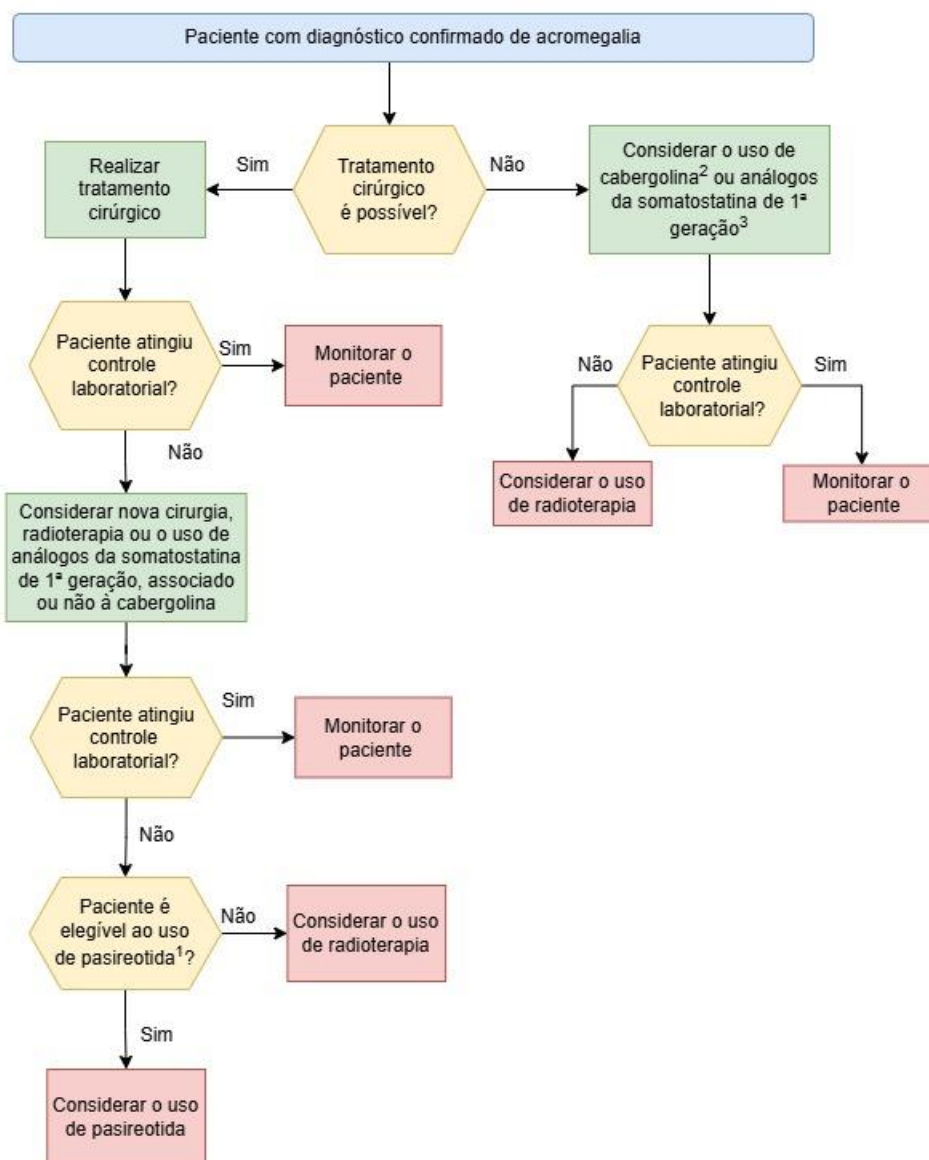 Paciente com diagnóstico confirmado de acromegalia
Realizar
tratamento
cirúrgico
Sim
Tratamento
cirúrgico
é possível?
Não
Considerar o uso de
cabergolina² ou análogos
da somatostatina de 1ª
geração³
Paciente atingiu
controle
laboratorial?
Sim
Monitorar o
paciente
Não
Paciente atingiu
controle
laboratorial?
Sim
Não
Considerar o uso
de radioterapia
Monitorar o
paciente
Considerar nova cirurgia,
radioterapia ou o uso de
análogos da somatostatina
de 1ª geração, associado
ou não à cabergolina
Paciente atingiu
controle
laboratorial?
Sim
Monitorar o
paciente
Não
Paciente é
elegível ao uso
de pasireotida¹?
Não
Considerar o uso
de radioterapia
Sim
Considerar o uso
de pasireotida